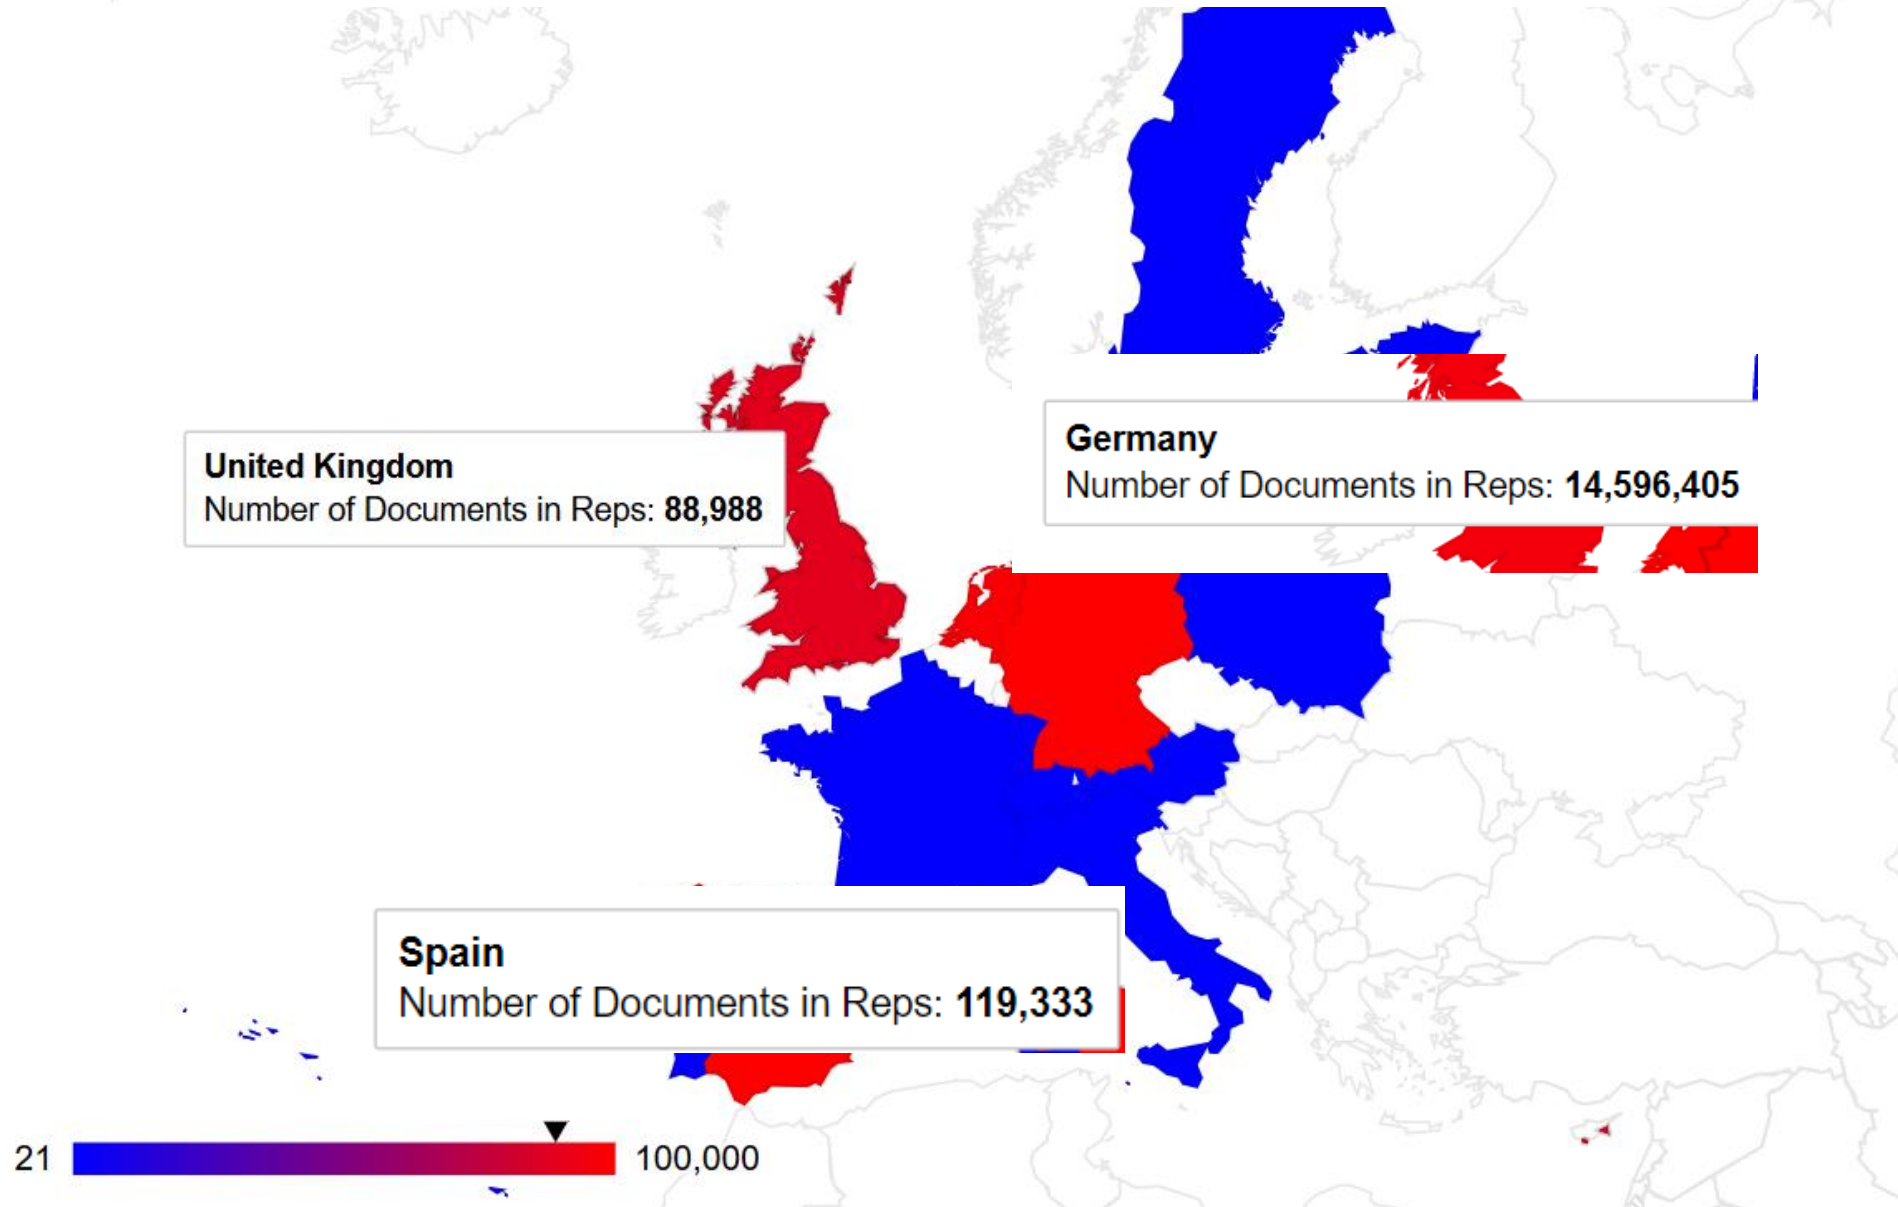 United Kingdom
Number of Documents in Reps: 88,988
Germany
Number of Documents in Reps: 14,596,405
Spain
Number of Documents in Reps: 119,333
21
100,000